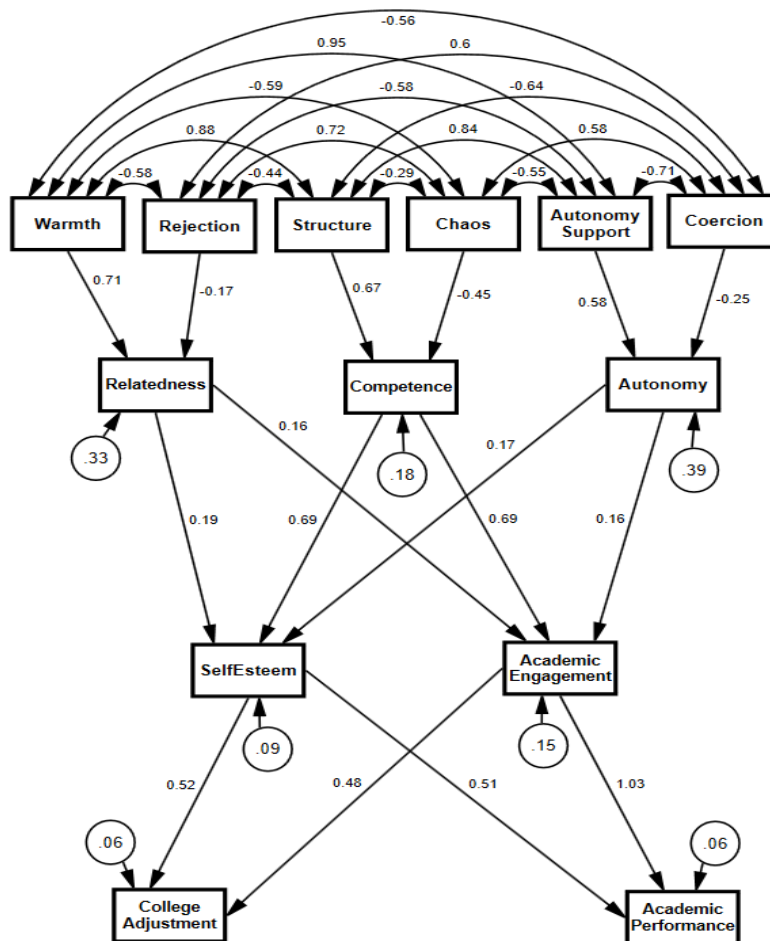 -0.56
0.95 0.6
-0.59 -0.58 -0.64
0.88 0.72 0.84 0.58
-0.58 -0.44 -0.29 -0.55 -0.71
Warmth Rejection Structure Chaos Autonomy Support Coercion
0.71 -0.17 0.67 -0.45 0.58 -0.25
Relatedness Competence Autonomy
.33 0.16 .18 0.17 .39
0.19 0.69 0.69 0.16
SelfEsteem Academic Engagement
.09 .15
0.52 0.48 0.51 1.03
.06 .06
College Academic
Adjustment Performance